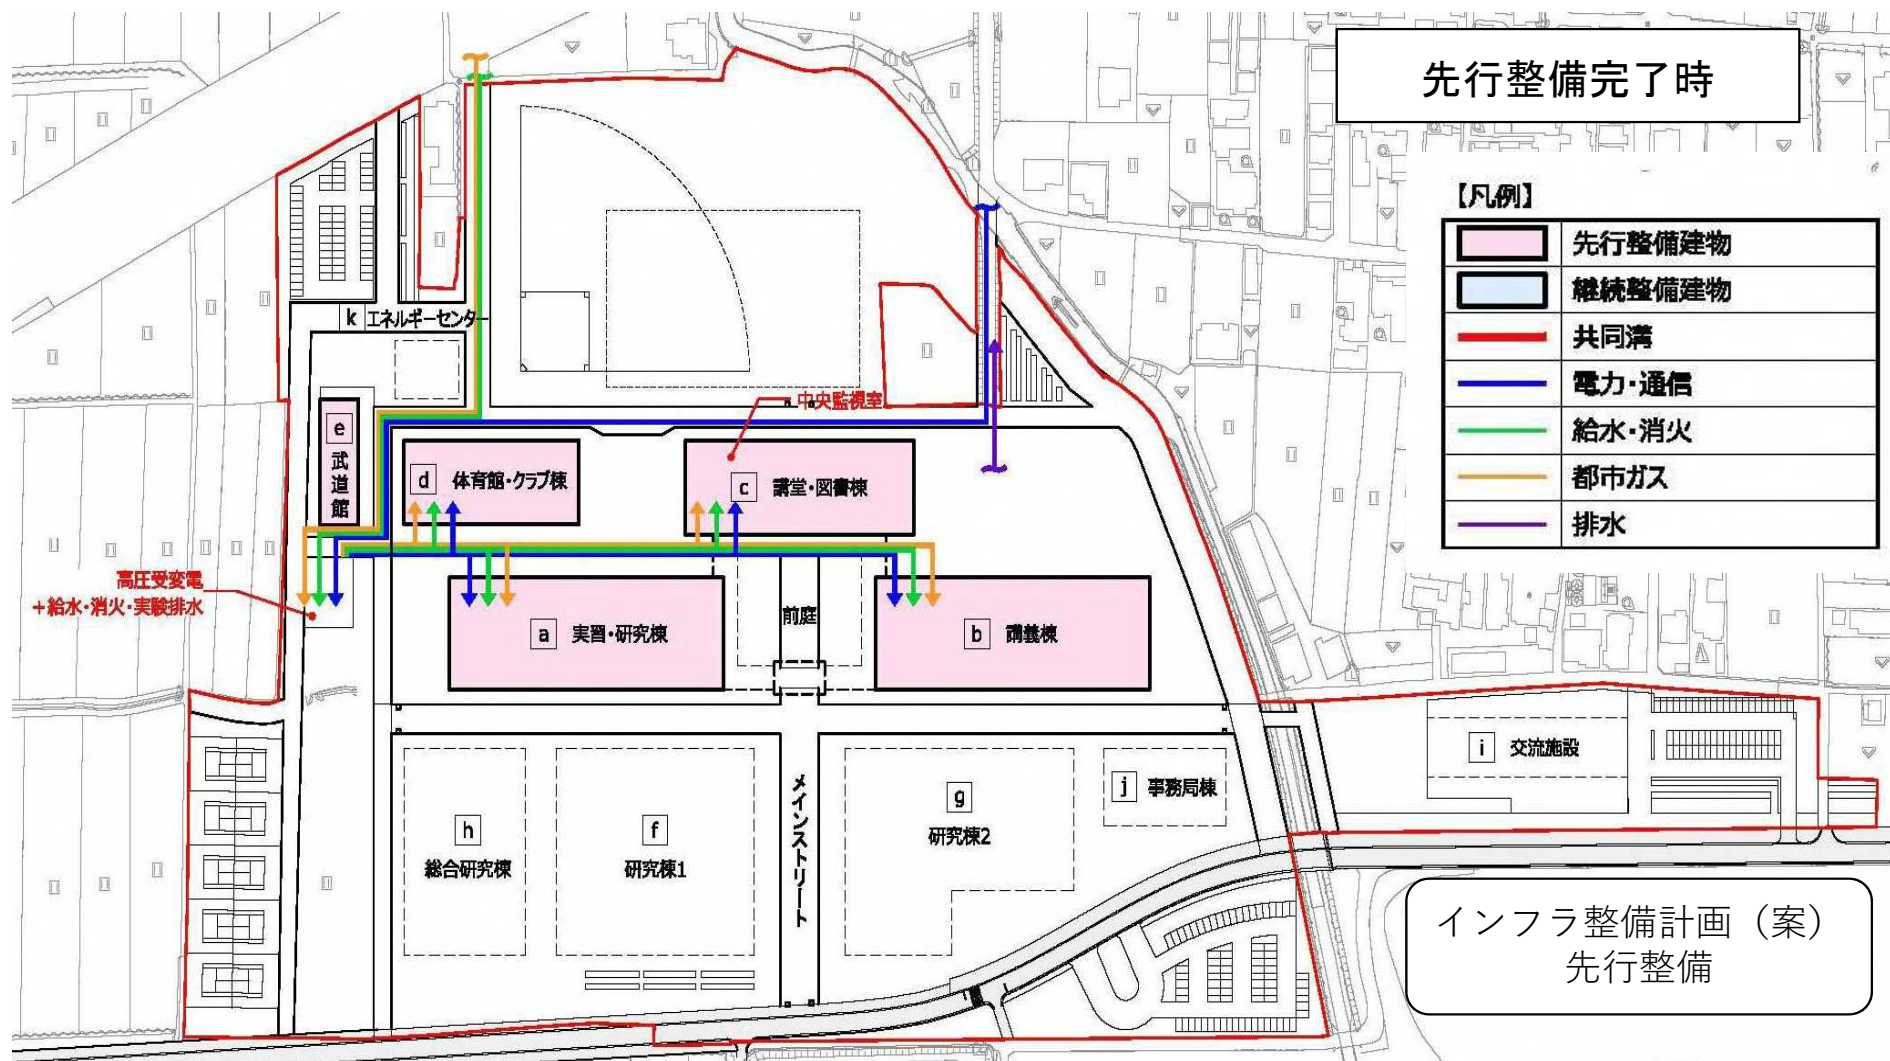 先行整備完了時
【凡例】
先行整備建物
継続整備建物
共同溝
電力・通信
給水・消火
都市ガス
排水
k エネルギーセンター
中央監視室
e
武道館
d 体育館・クラブ棟
c 講堂・図書棟
高圧受変電
＋給水・消火・実験排水
a 実習・研究棟
前庭
b 講義棟
i 交流施設
メインストリート
j 事務局棟
h
総合研究棟
f
研究棟1
g
研究棟2
インフラ整備計画（案）
先行整備